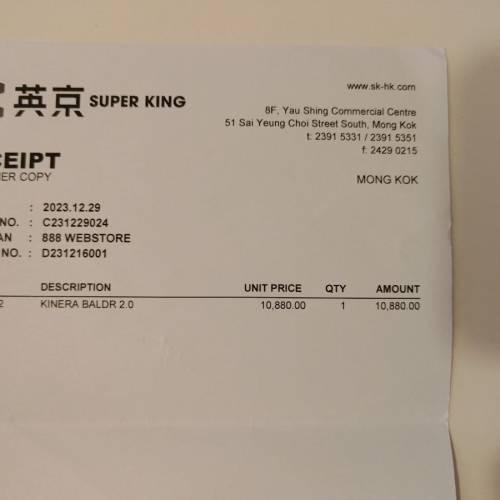 www.sk-hk.com
英京 SUPER KING
8F, Yau Shing Commercial Centre
51 Sai Yeung Choi Street South, Mong Kok
t: 2391 5331 / 2391 5351
f: 2429 0215
CEIPT
ER COPY
MONG KOK
: 2023.12.29
NO. : C231229024
AN : 888 WEBSTORE
NO. : D231216001
DESCRIPTION UNIT PRICE QTY AMOUNT
2 KINERA BALDR 2.0 10,880.00 1 10,880.00